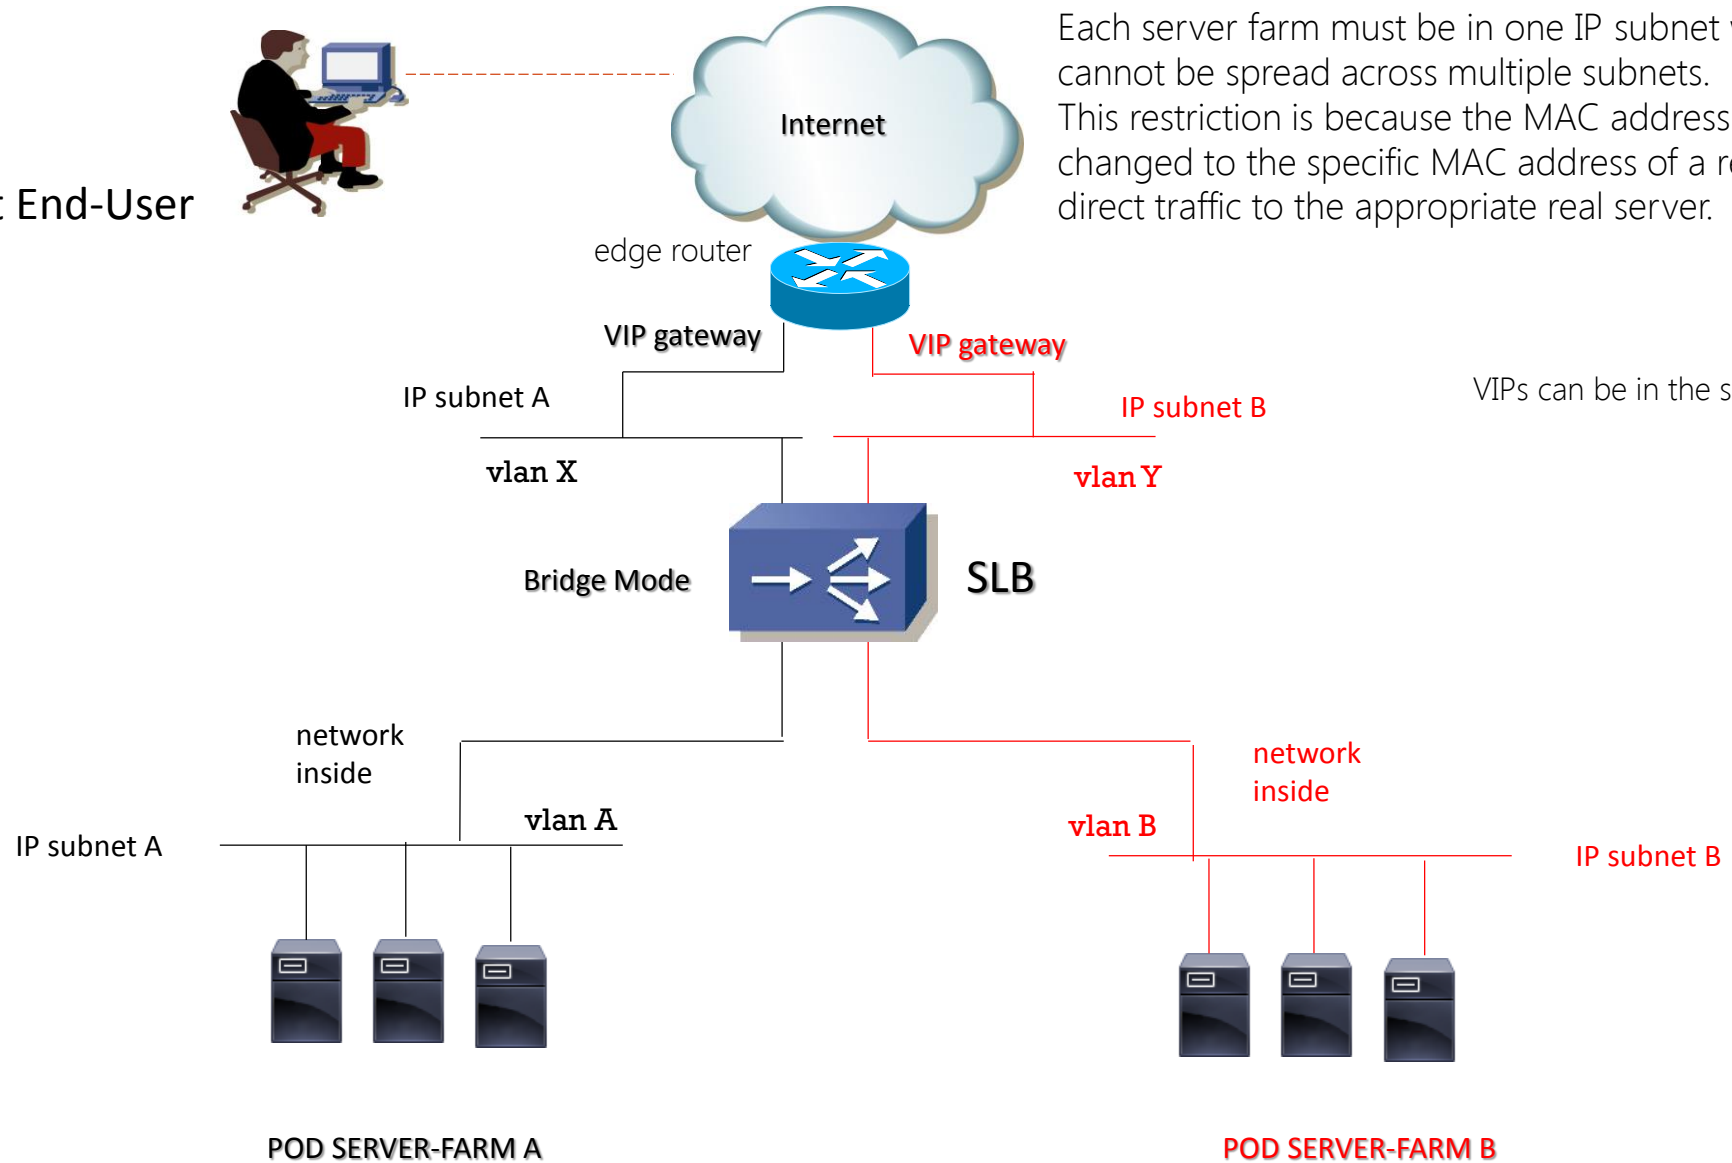 Each server farm must be in one IP subnet
cannot be spread across multiple subnets.
This restriction is because the MAC address
changed to the specific MAC address of a
direct traffic to the appropriate real server.
Internet
End-User
edge router
VIP gateway
VIP gateway
IP subnet A
IP subnet B
VIPs can be in the
vlan X
vlan Y
Bridge Mode
SLB
network
inside
network
inside
vlan A
vlan B
IP subnet A
IP subnet B
POD SERVER-FARM A
POD SERVER-FARM B